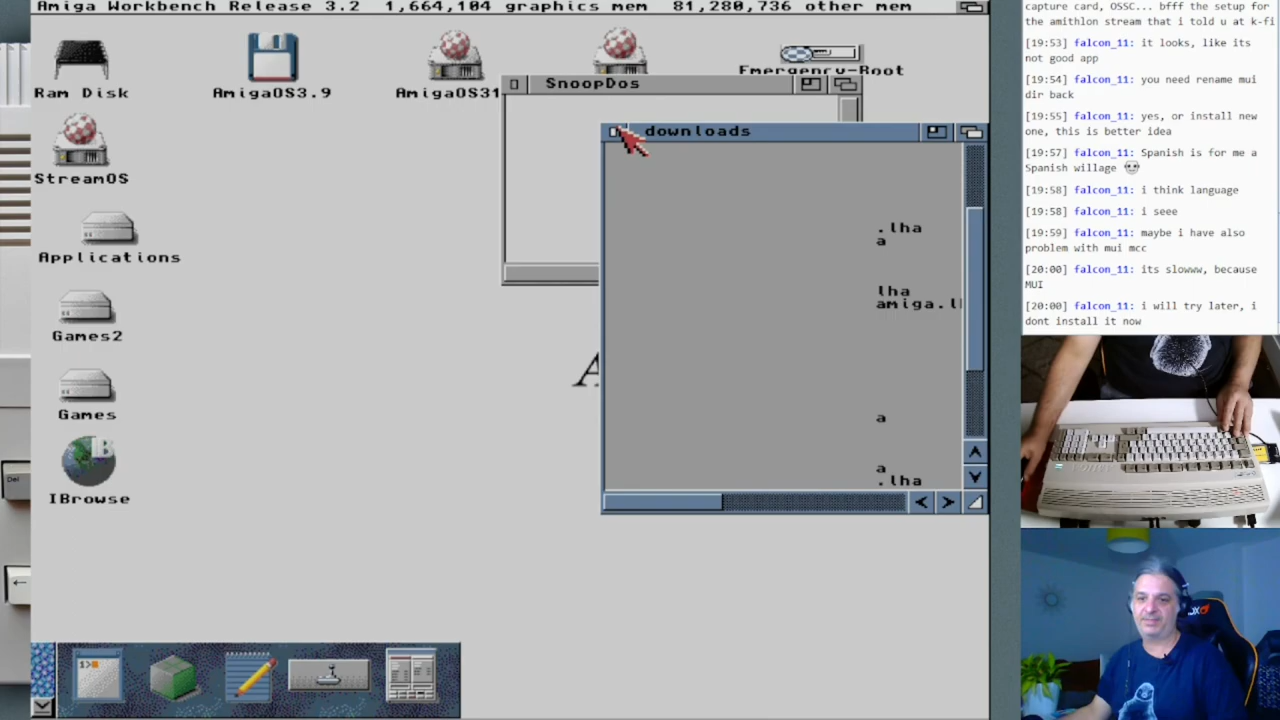 Amiga Workbench Release 3.2 1,664,104 graphics mem 81,280,736 other mem
Ram Disk
AmigaOS3.9
AmigaOS31
Emergency-Root
StreamOS
Applications
Games2
Games
IBrowse
SnoopDos
downloads
.lha
a
lha
a
a
.lha
1>
Del
capture card, OSSC... bfff the setup for
the amithlon stream that i told u at k-fi
[19:53] falcon_11: it looks, like its
not good app
[19:54] falcon_11: you need rename mui
dir back
[19:55] falcon_11: yes, or install new
one, this is better idea
[19:57] falcon_11: Spanish is for me a
Spanish willage
[19:58] falcon_11: i think language
[19:58] falcon_11: i seee
[19:59] falcon_11: maybe i have also
problem with mui mcc
[20:00] falcon_11: its slowww, because
MUI
[20:00] falcon_11: i will try later, i
dont install it now